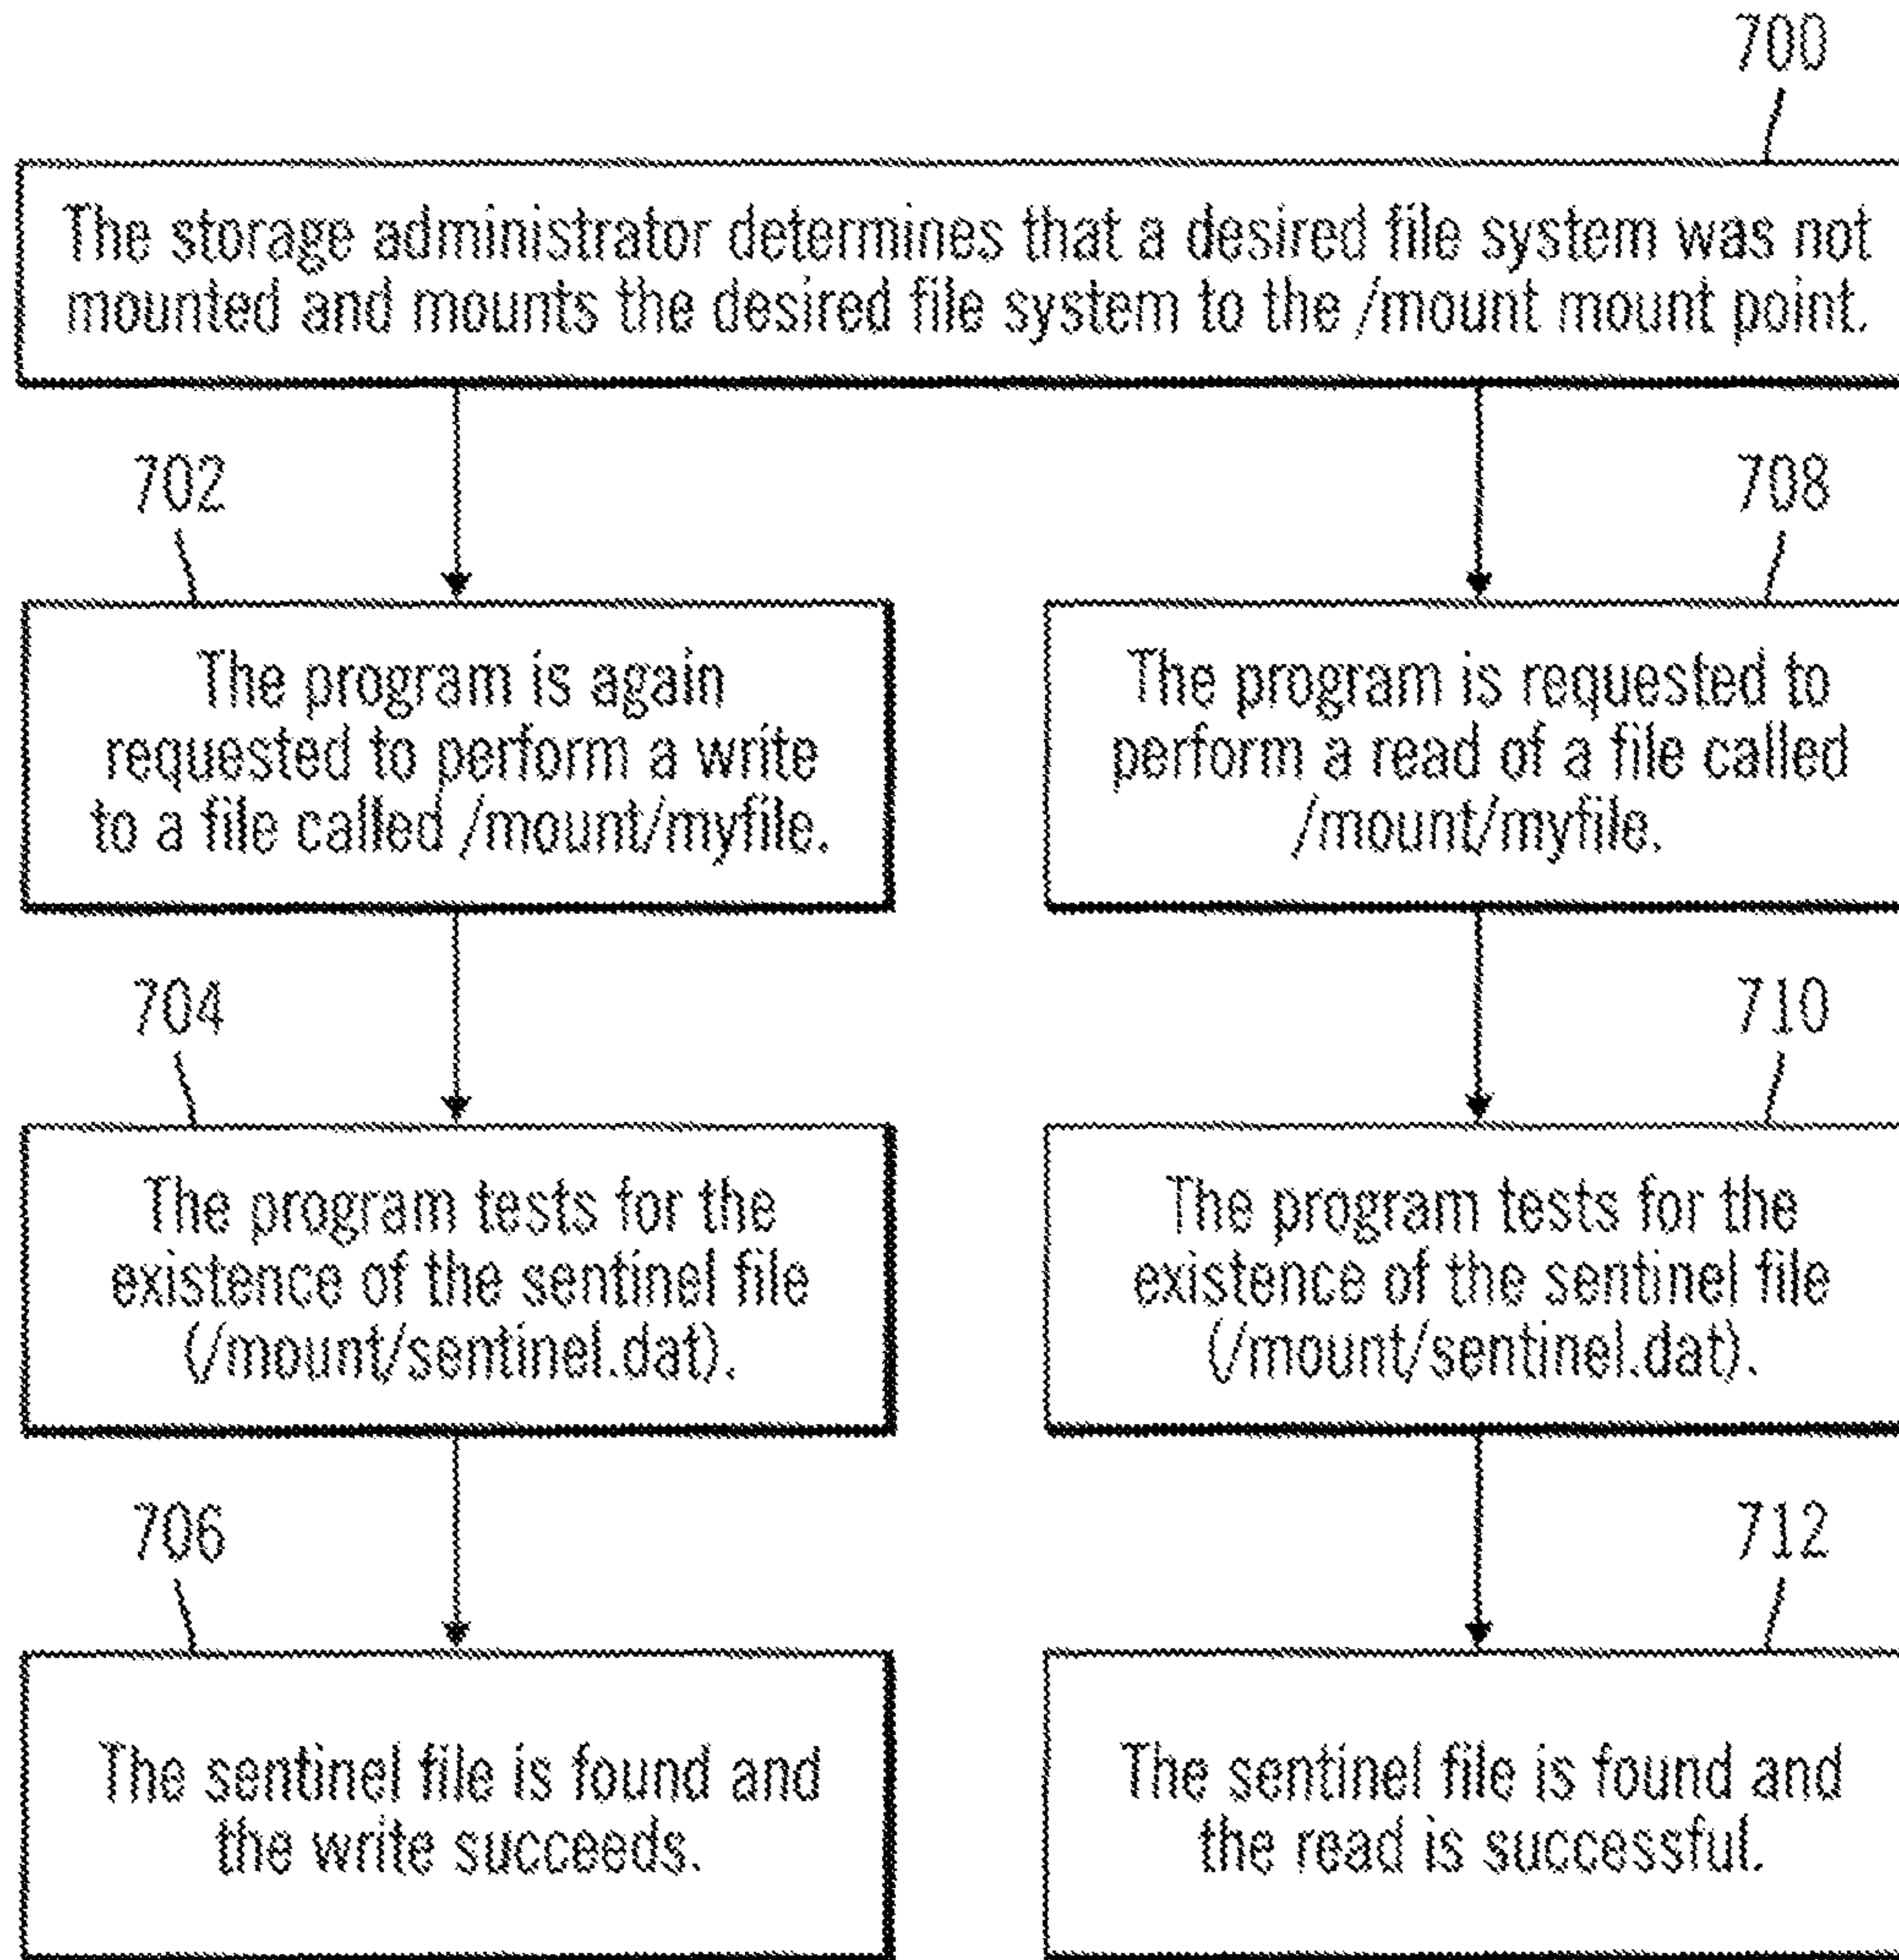 700
The storage administrator determines that a desired file system was not
mounted and mounts the desired file system to the /mount mount point.
702
The program is again
requested to perform a write
to a file called /mount/myfile.
704
The program tests for the
existence of the sentinel file
(/mount/sentinel.dat).
706
The sentinel file is found and
the write succeeds.
708
The program is requested to
perform a read of a file called
/mount/myfile.
710
The program tests for the
existence of the sentinel file
(/mount/sentinel.dat).
712
The sentinel file is found and
the read is successful.